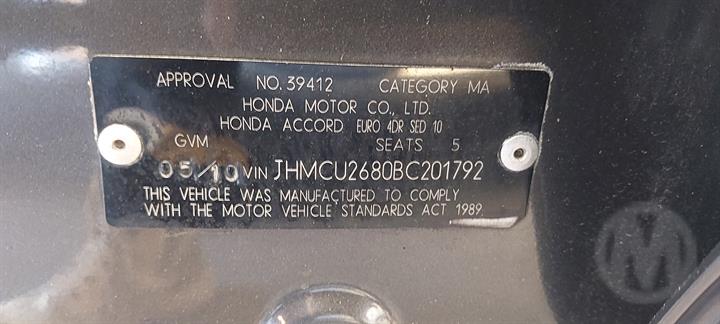 APPROVAL NO. 39412 CATEGORY MA
HONDA MOTOR CO., LTD.
HONDA ACCORD EURO 4DR SED 10
GVM SEATS 5
05/10 VIN JHMCU2680BC201792
THIS VEHICLE WAS MANUFACTURED TO COMPLY
WITH THE MOTOR VEHICLE STANDARDS ACT 1989.
M